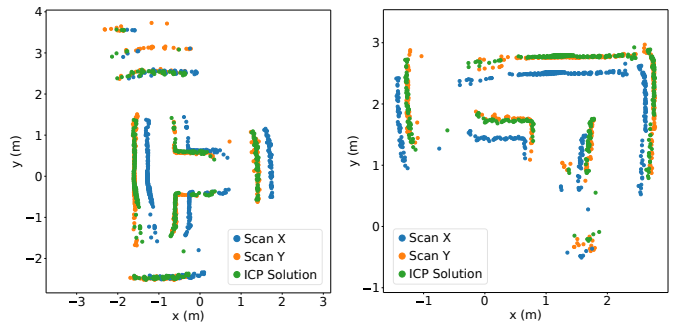 4
3
2
1
0
−1
−2
y (m)
−3
−2
−1
0
1
2
3
x (m)
Scan X
Scan Y
ICP Solution
3
2
1
0
−1
y (m)
−1
0
1
2
x (m)
Scan X
Scan Y
ICP Solution